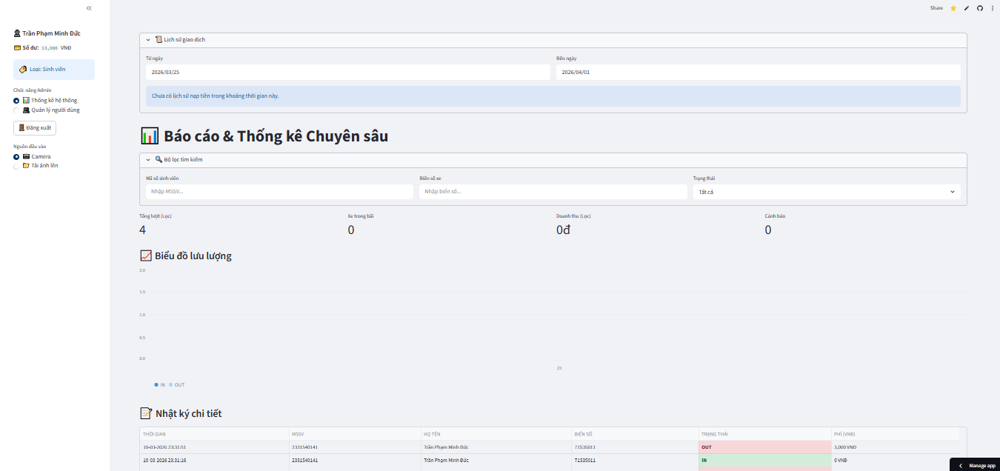 Share
Trần Phạm Minh Đức
Số dư: 13,000 VNĐ
Loại: Sinh viên
Chức năng Admin
Thống kê hệ thống
Quản lý người dùng
Đăng xuất
Nguồn đầu vào
Camera
Tải ảnh lên
Lịch sử giao dịch
Từ ngày Đến ngày
2026/03/25 2026/04/01
Chưa có lịch sử nạp tiền trong khoảng thời gian này.
Báo cáo & Thống kê Chuyên sâu
Bộ lọc tìm kiếm
Mã số sinh viên Biển số xe Trạng thái
Nhập MSSV... Nhập biển số... Tất cả
Tổng lượt (Lọc) Xe trong bãi Doanh thu (Lọc) Cảnh báo
4 0 0đ 0
Biểu đồ lưu lượng
2.0
1.5
1.0
0.5
0.0
23
IN OUT
Nhật ký chi tiết
THỜI GIAN MSSV HỌ TÊN BIỂN SỐ TRẠNG THÁI PHÍ (VNĐ)
10-03-2026 23:31:51 2331540141 Trần Phạm Minh Đức 71S35011 OUT 3,000 VNĐ
10-03-2026 23:31:16 2331540141 Trần Phạm Minh Đức 71S35011 IN 0 VNĐ
Manage app